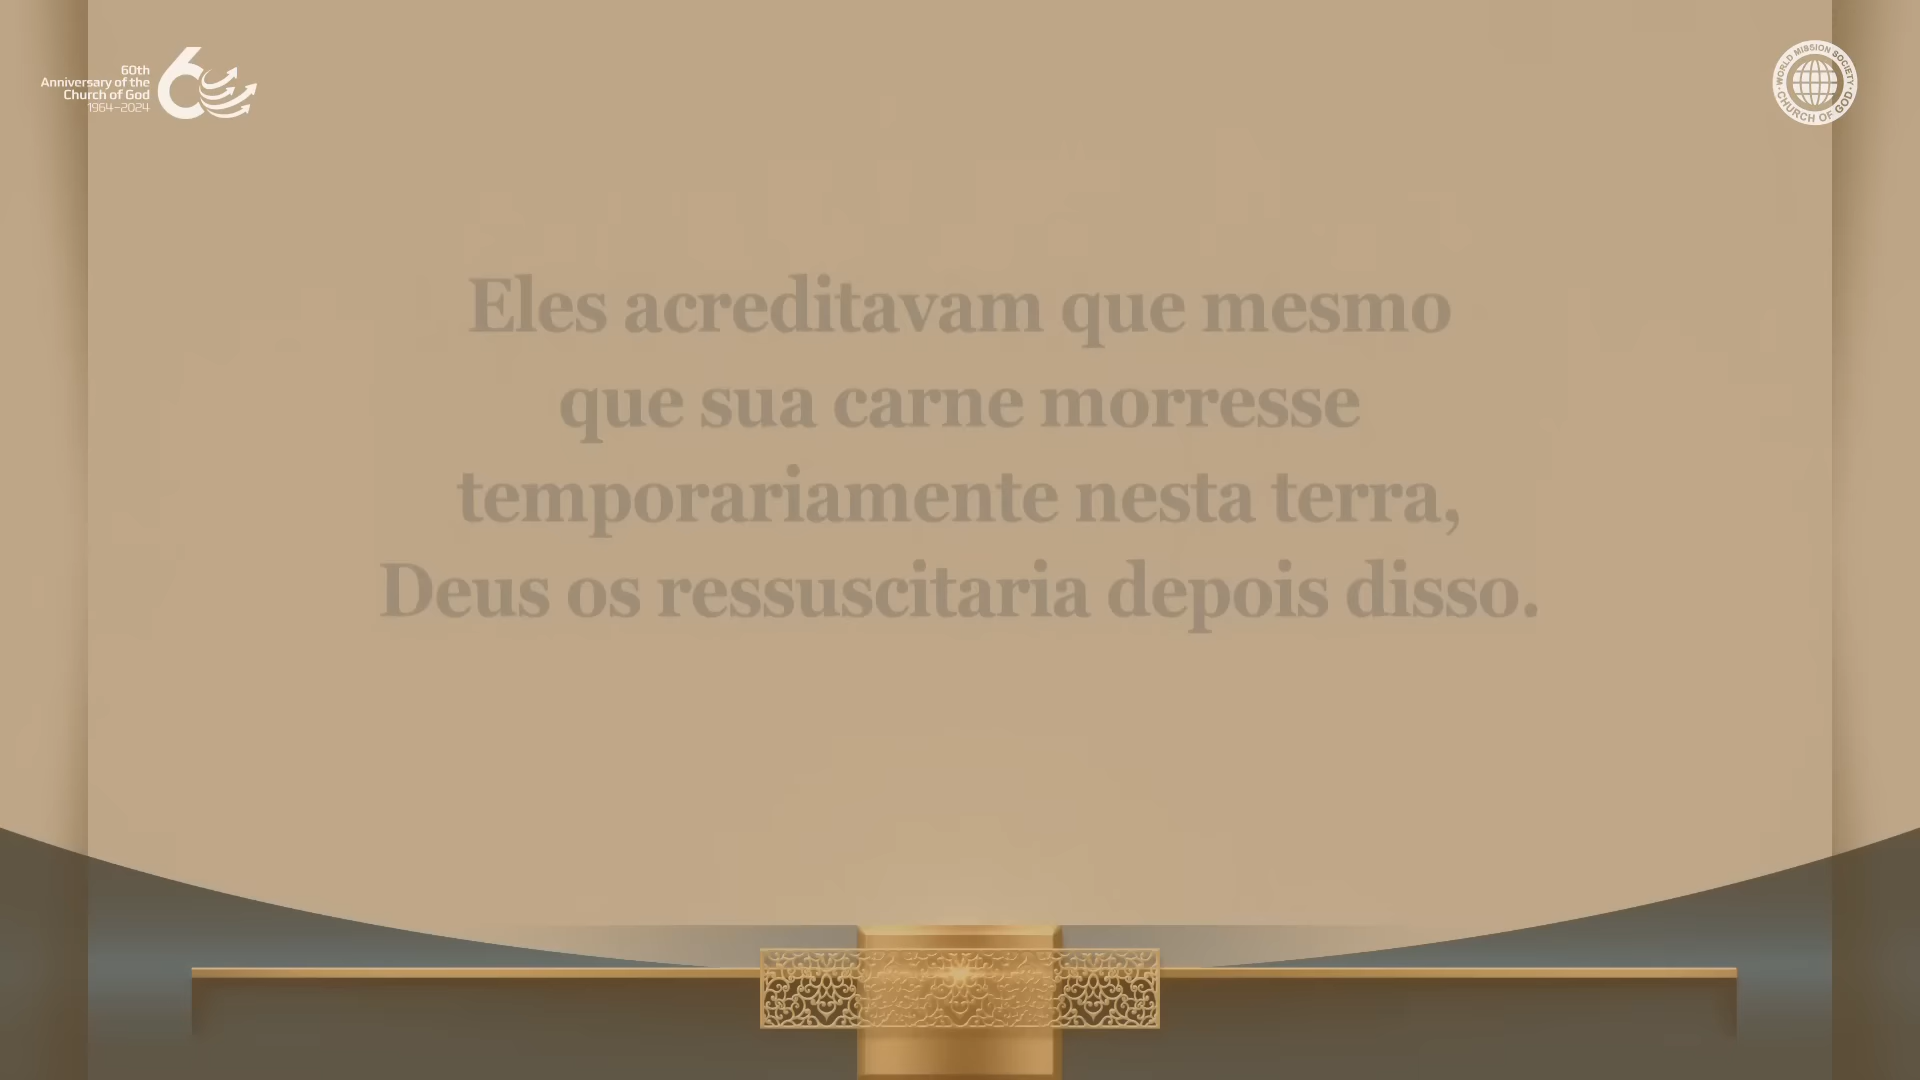 60th
Anniversary of the
Church of God
1964–2024
60
WORLD MISSION SOCIETY
CHURCH OF GOD
Eles acreditavam que mesmo
que sua carne morresse
temporariamente nesta terra,
Deus os ressuscitaria depois disso.